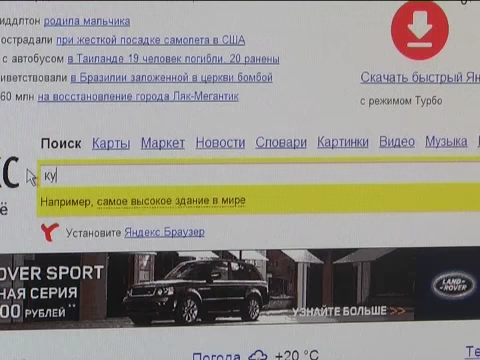 иддлтон родила мальчика
острадали при жесткой посадке самолета в США
с автобусом в Таиланде 19 человек погибли, 20 ранены
иветствовали в Бразилии заложенной в церкви бомбой
60 млн на восстановление города Ляк-Мегантик
Скачать быстрый Ян
с режимом Турбо
Поиск Карты Маркет Новости Словари Картинки Видео Музыка
кс
ку
ё
Например, самое высокое здание в мире
Установите Яндекс Браузер
OVER SPORT
НАЯ СЕРИЯ
00 РУБЛЕЙ**
УЗНАЙТЕ БОЛЬШЕ >>
LAND-ROVER
Погода +20 °C
Те